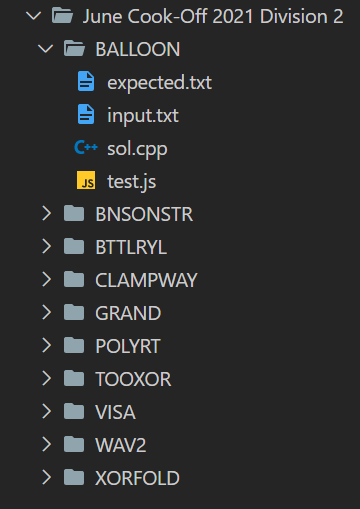 June Cook-Off 2021 Division 2
BALLOON
expected.txt
input.txt
C++ sol.cpp
JS test.js
BNSONSTR
BTTLRYL
CLAMPWAY
GRAND
POLYRT
TOOXOR
VISA
WAV2
XORFOLD